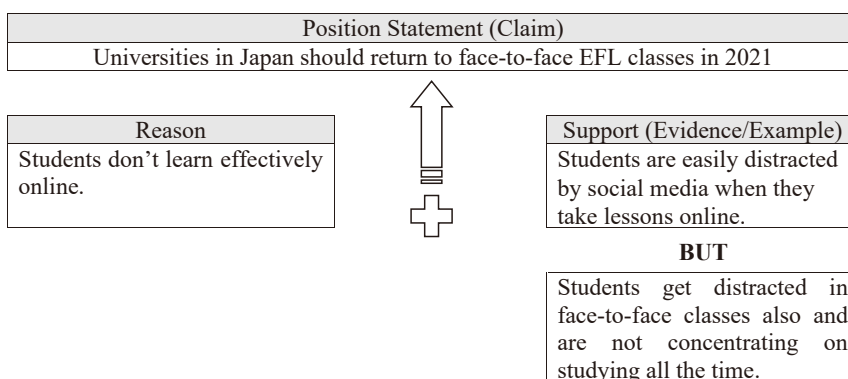 Position Statement (Claim)
Universities in Japan should return to face-to-face EFL classes in 2021
Reason
Students don’t learn effectively
online.
Support (Evidence/Example)
Students are easily distracted
by social media when they
take lessons online.
BUT
Students get distracted in
face-to-face classes also and
are not concentrating on
studying all the time.